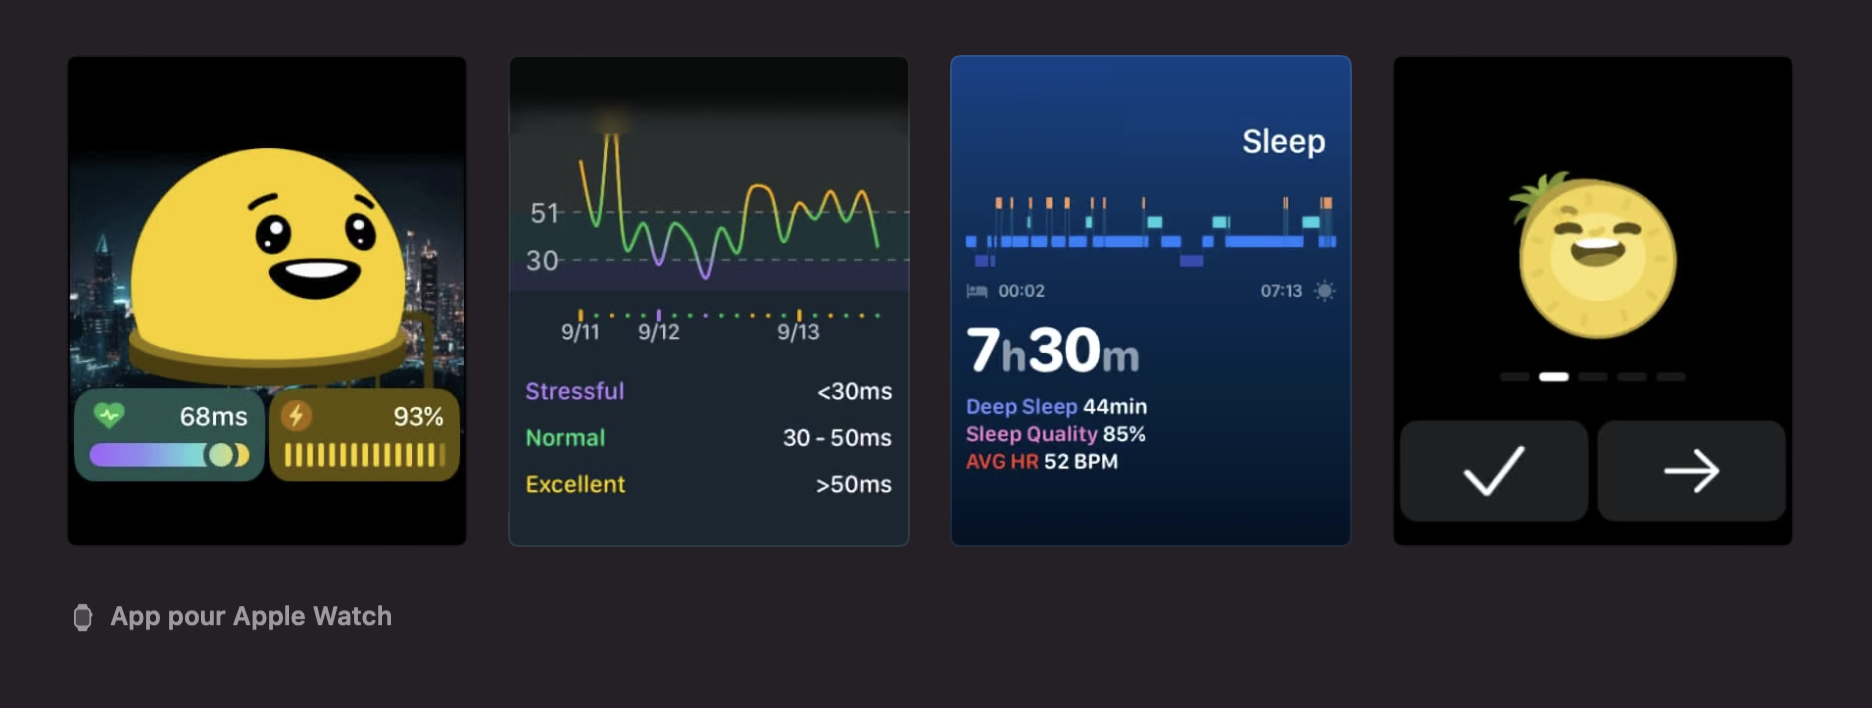 68ms
93%
51
30
9/11 9/12 9/13
Stressful <30ms
Normal 30 - 50ms
Excellent >50ms
Sleep
00:02 07:13
7h30m
Deep Sleep 44min
Sleep Quality 85%
AVG HR 52 BPM
App pour Apple Watch